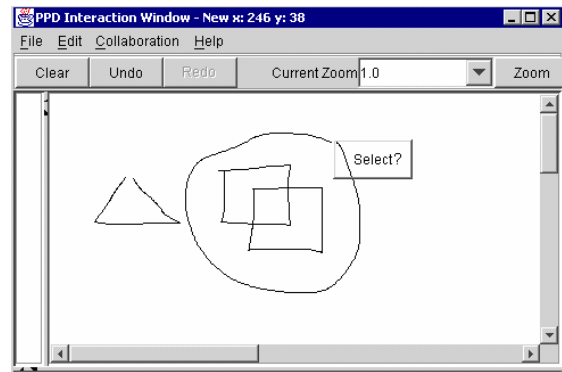 PPD Interaction Window - New x: 246 y: 38
File Edit Collaboration Help
Clear Undo Redo Current Zoom 1.0 Zoom
Select?